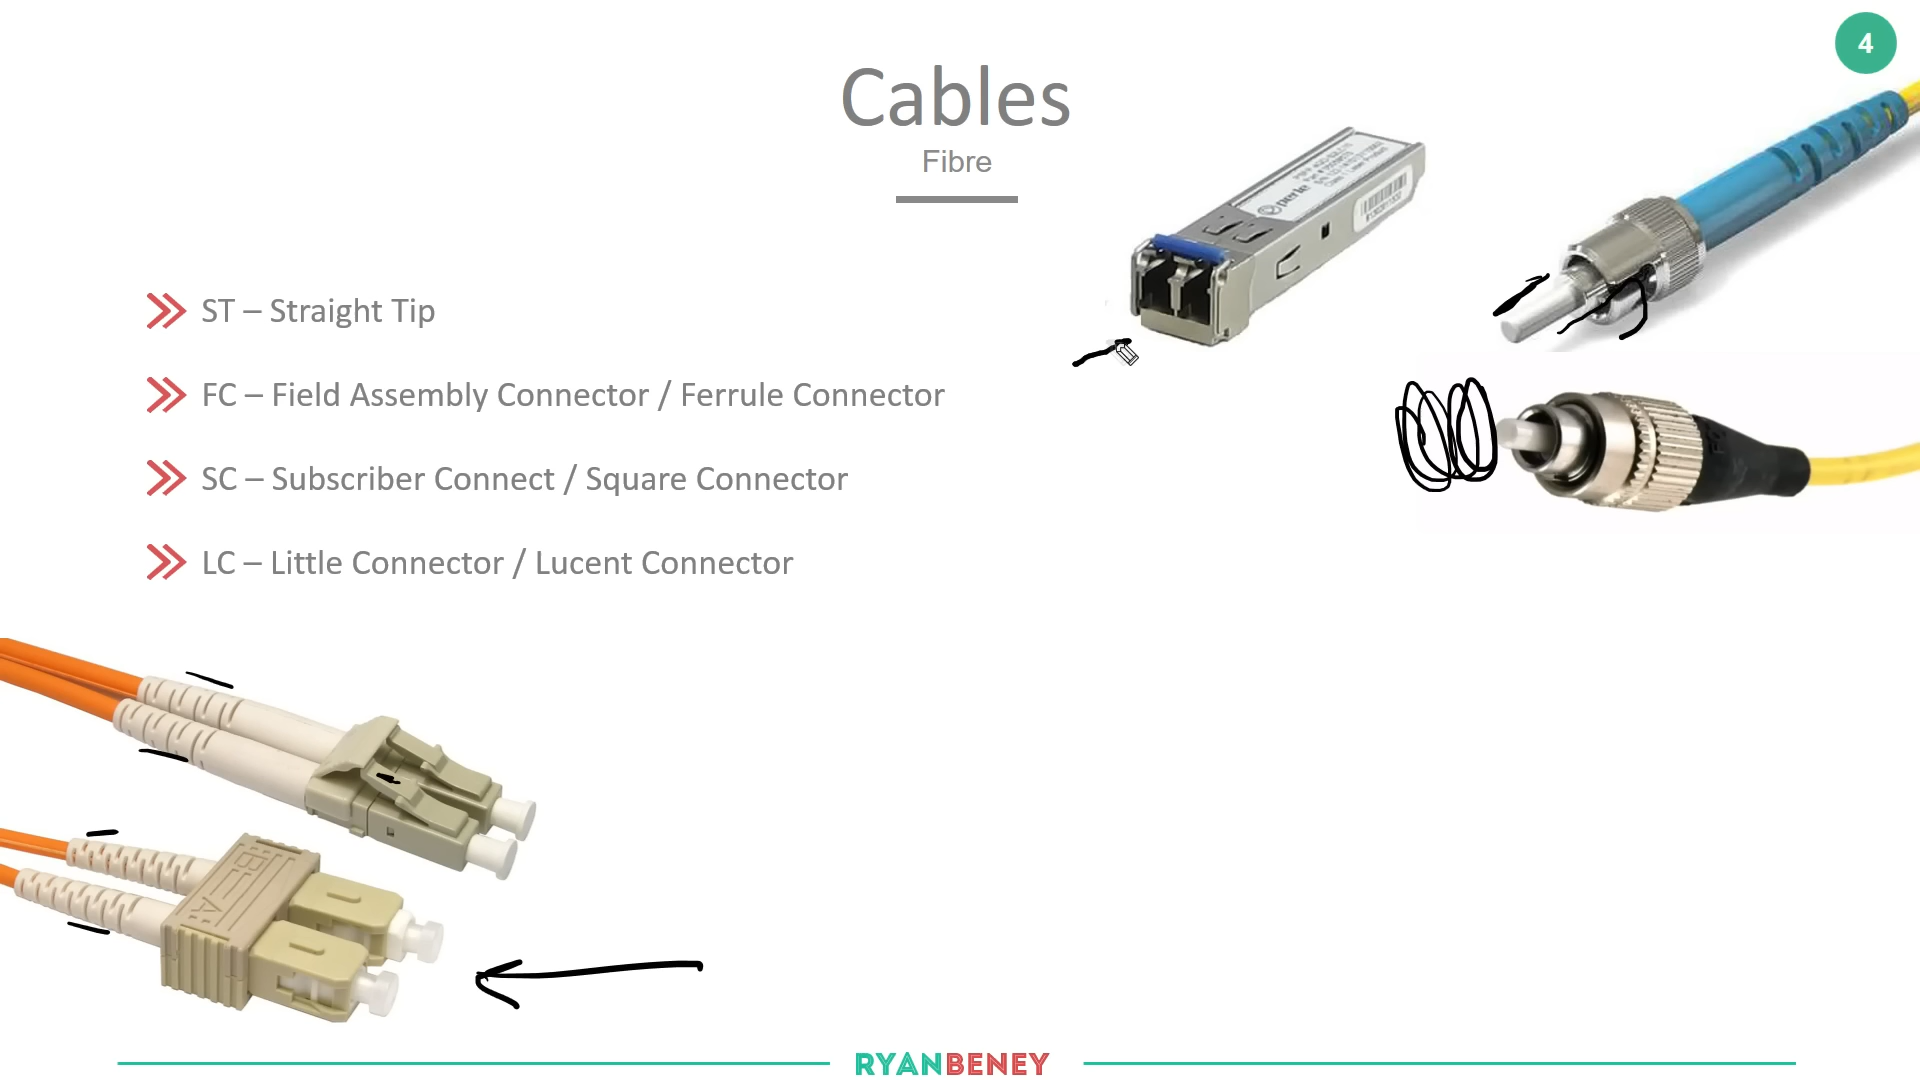 4
Cables
Fibre
ST – Straight Tip
FC – Field Assembly Connector / Ferrule Connector
SC – Subscriber Connect / Square Connector
LC – Little Connector / Lucent Connector
perle
B
A
RYANBENEY